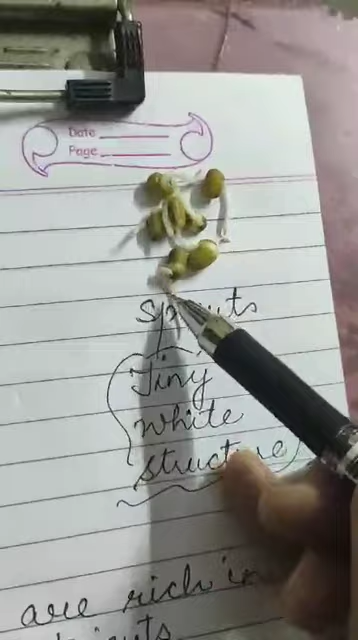 Date
Page
Sprouts
Tiny
White
structure
are rich in